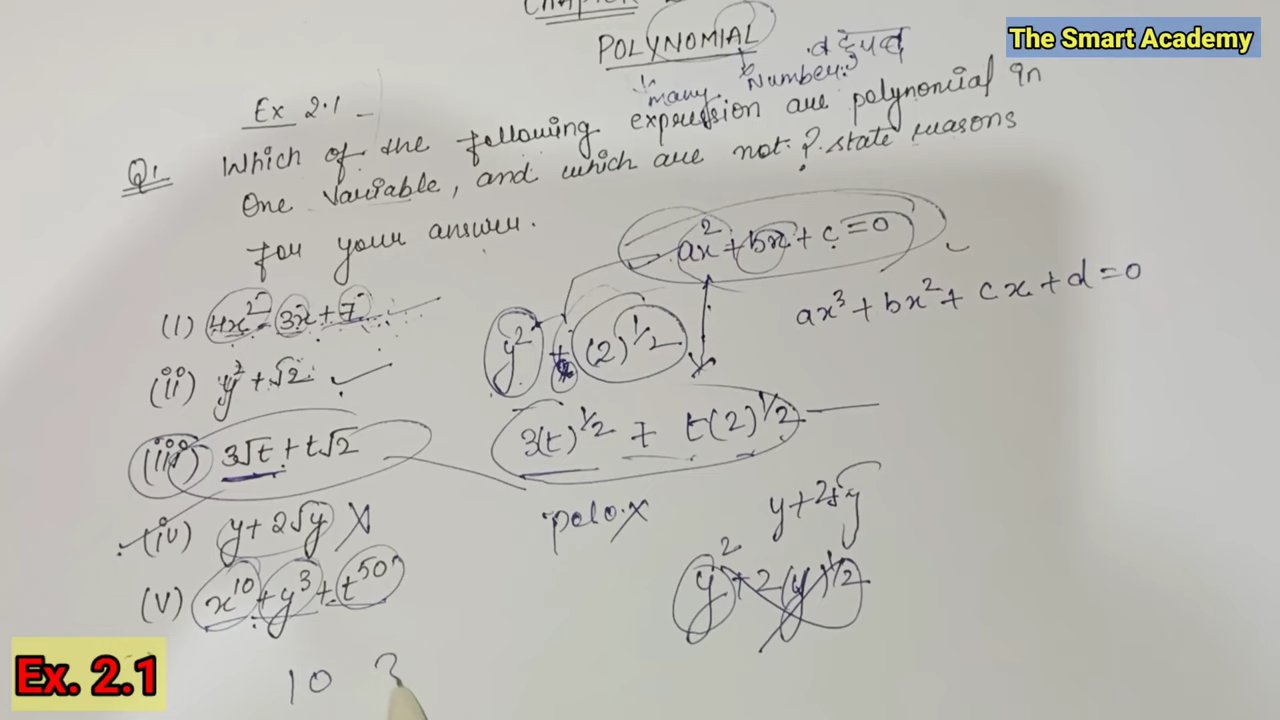 CHAPTER
The Smart Academy
POLYNOMIAL
many Number
Ex 2.1 -
Q1. Which of the following expression are polynomial in
One variable, and which are not ? state reasons
for your answer.
ax² + bx + c = 0
ax³ + bx² + cx + d = 0
(I) 4x² - 3x + 7
(ii) y² + √2
y² + (2)^1/2
(iii) 3√t + t√2
3(t)^1/2 + t(2)^1/2
(iv) y + 2√y X
y + 2√y
y² + 2(y)^1/2
(V) x¹⁰ + y³ + t⁵⁰
Ex. 2.1
10 3